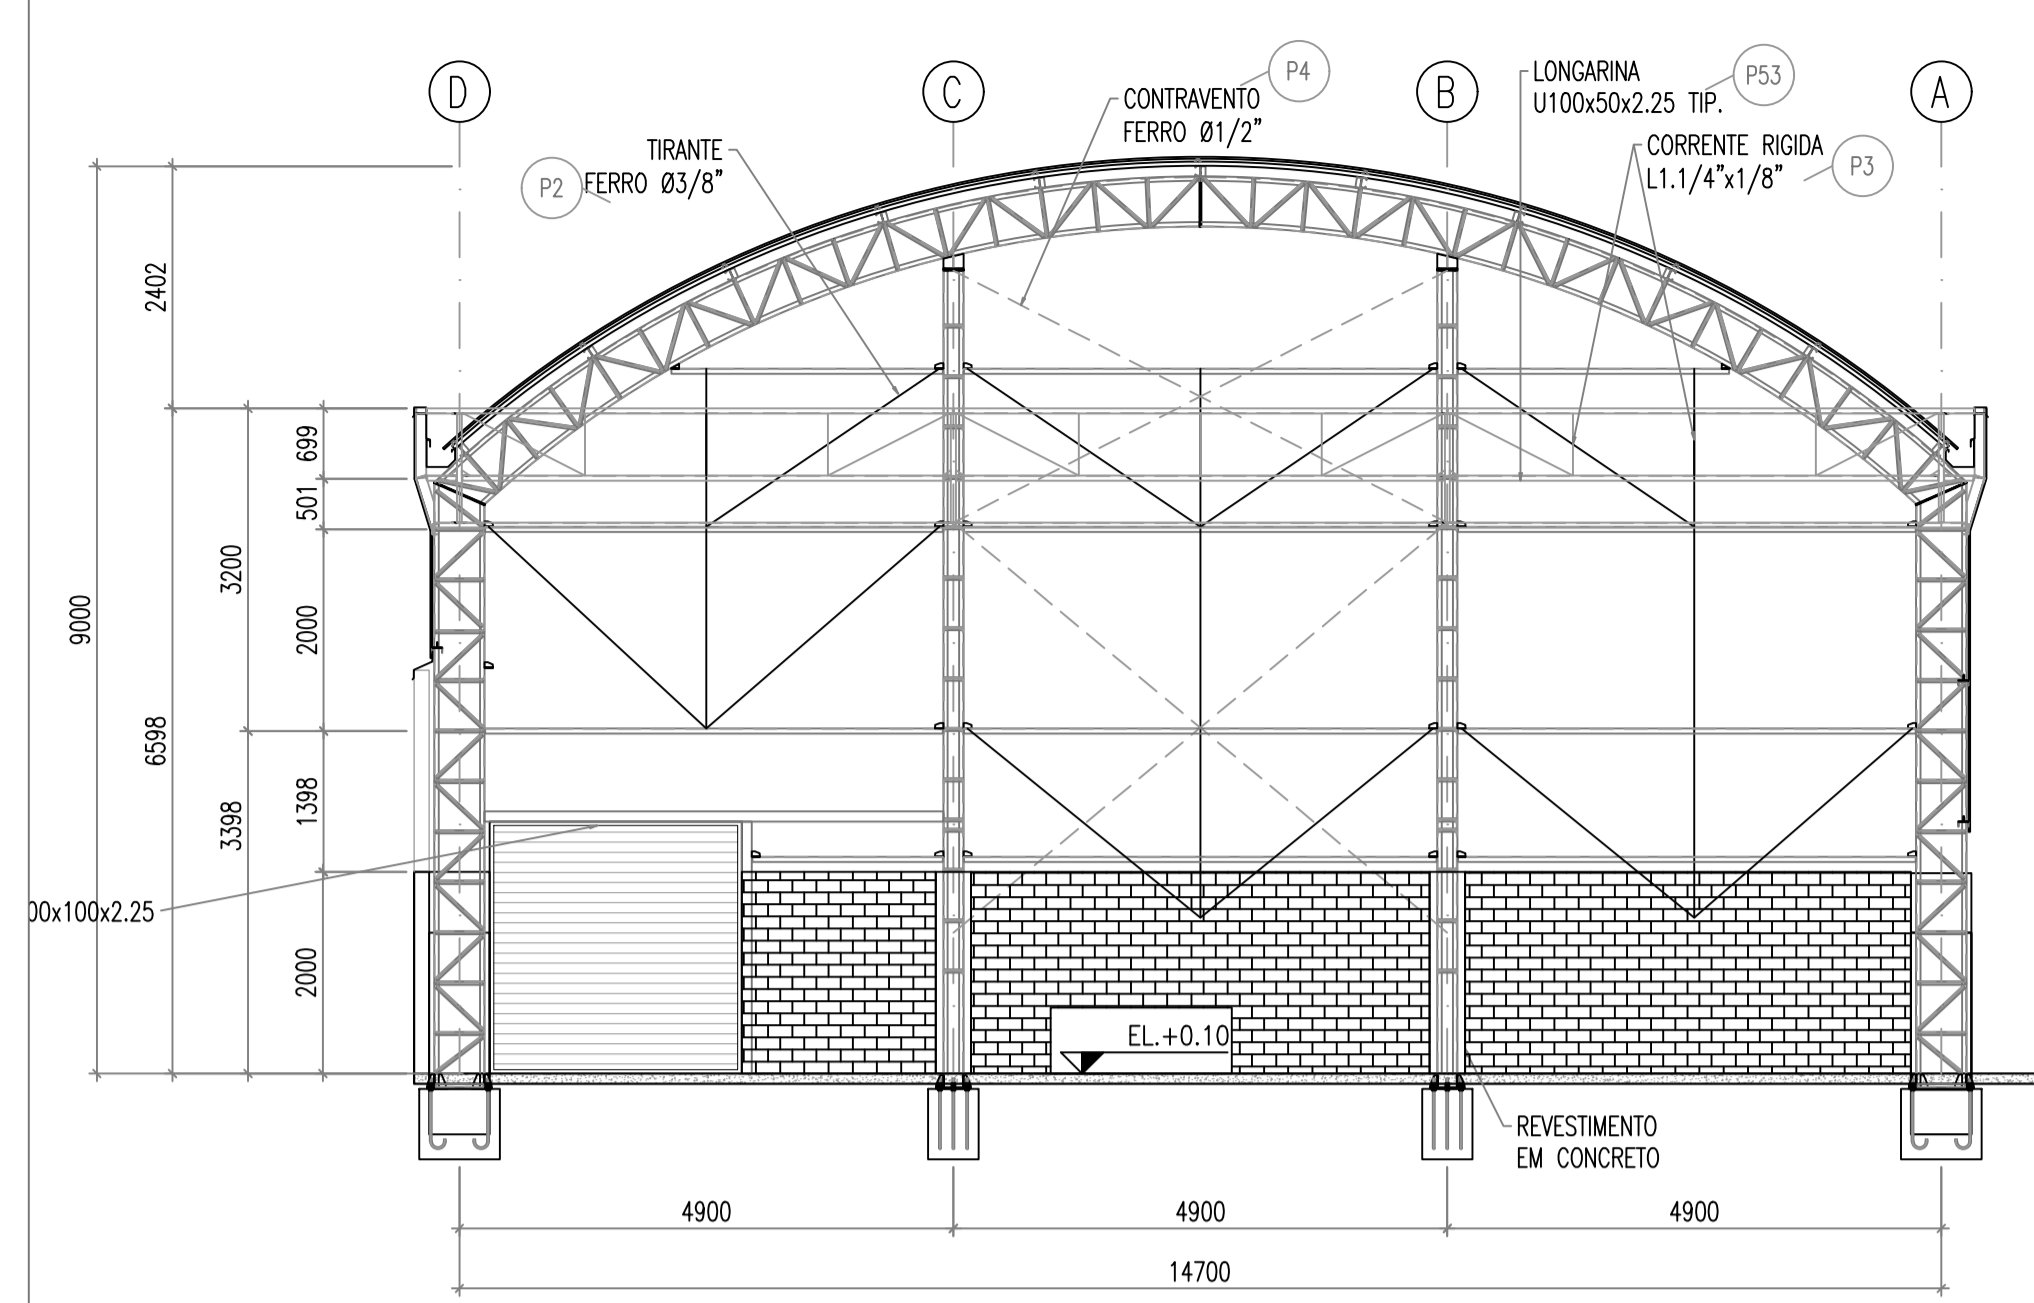 D
C
B
A
P4
P53
P2
P3
LONGARINA
U100x50x2.25 TIP.
CONTRAVENTO
FERRO Ø1/2"
TIRANTE
FERRO Ø3/8"
CORRENTE RIGIDA
L1.1/4"x1/8"
2402
699
501
3200
2000
9000
6598
1398
3398
2000
00x100x2.25
EL.+0.10
REVESTIMENTO
EM CONCRETO
4900
4900
4900
14700